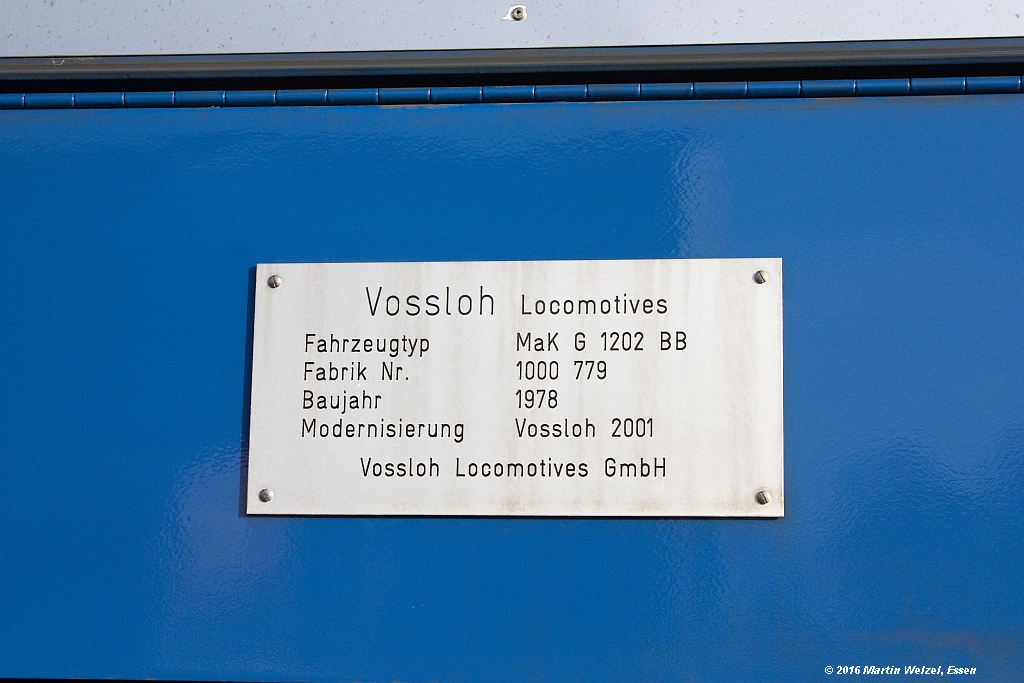 Vossloh Locomotives
Fahrzeugtyp MaK G 1202 BB
Fabrik Nr. 1000 779
Baujahr 1978
Modernisierung Vossloh 2001
Vossloh Locomotives GmbH
© 2016 Martin Welzel, Essen